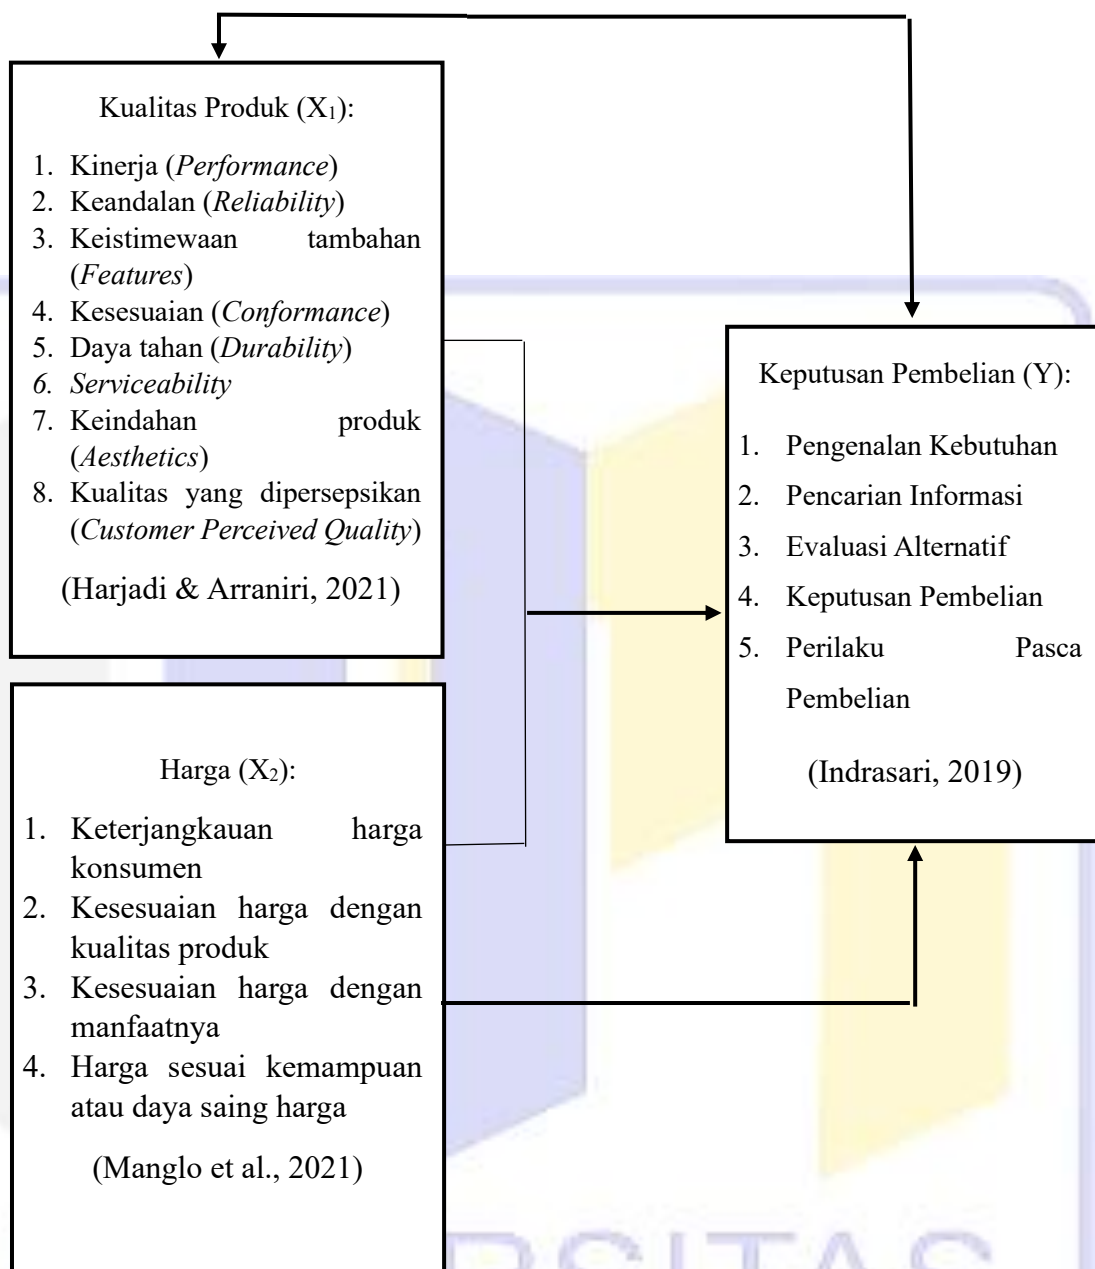 Kualitas Produk (X₁):
1. Kinerja (Performance)
2. Keandalan (Reliability)
3. Keistimewaan tambahan
(Features)
4. Kesesuaian (Conformance)
5. Daya tahan (Durability)
6. Serviceability
7. Keindahan produk
(Aesthetics)
8. Kualitas yang dipersepsikan
(Customer Perceived Quality)
(Harjadi & Arraniri, 2021)
Harga (X₂):
1. Keterjangkauan harga
konsumen
2. Kesesuaian harga dengan
kualitas produk
3. Kesesuaian harga dengan
manfaatnya
4. Harga sesuai kemampuan
atau daya saing harga
(Manglo et al., 2021)
Keputusan Pembelian (Y):
1. Pengenalan Kebutuhan
2. Pencarian Informasi
3. Evaluasi Alternatif
4. Keputusan Pembelian
5. Perilaku Pasca
Pembelian
(Indrasari, 2019)
RSITAS